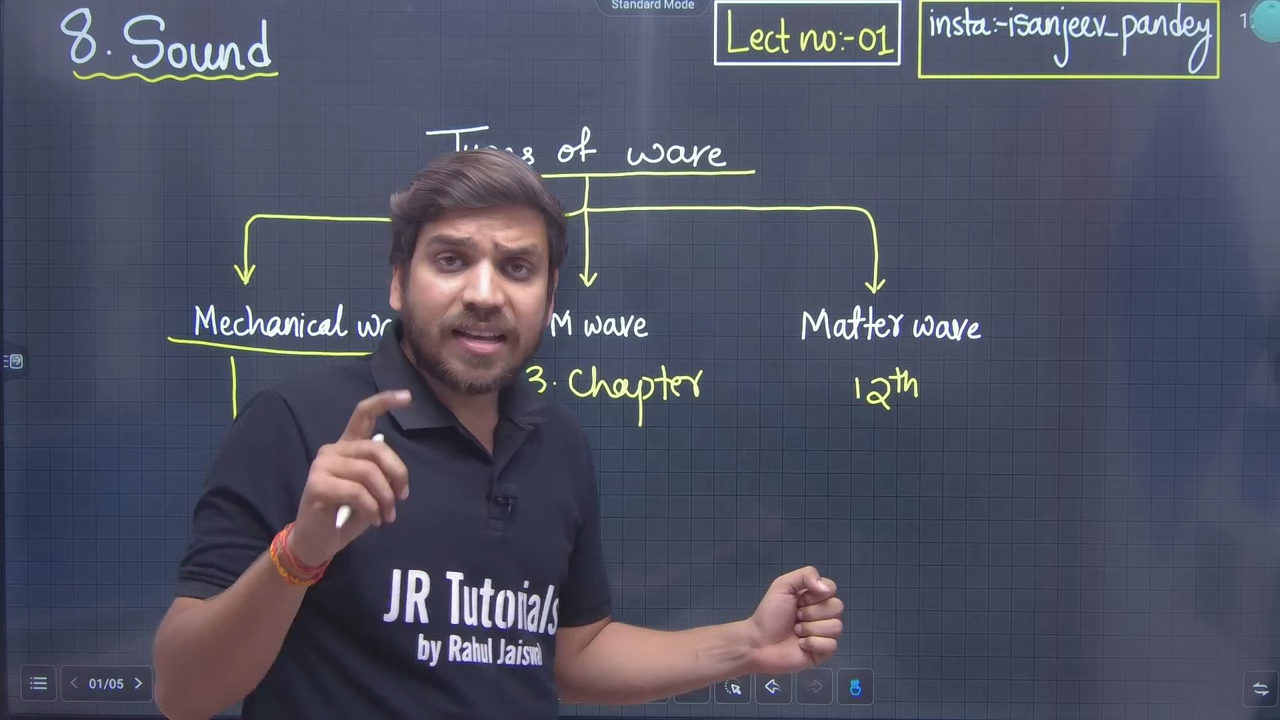 Standard Mode
8. Sound
Lect no:-01
insta:-isanjeev_pandey
of wave
Mechanical
M wave
Matter wave
3. Chapter
12th
JR Tutorials
by Rahul Jaiswal
01/05